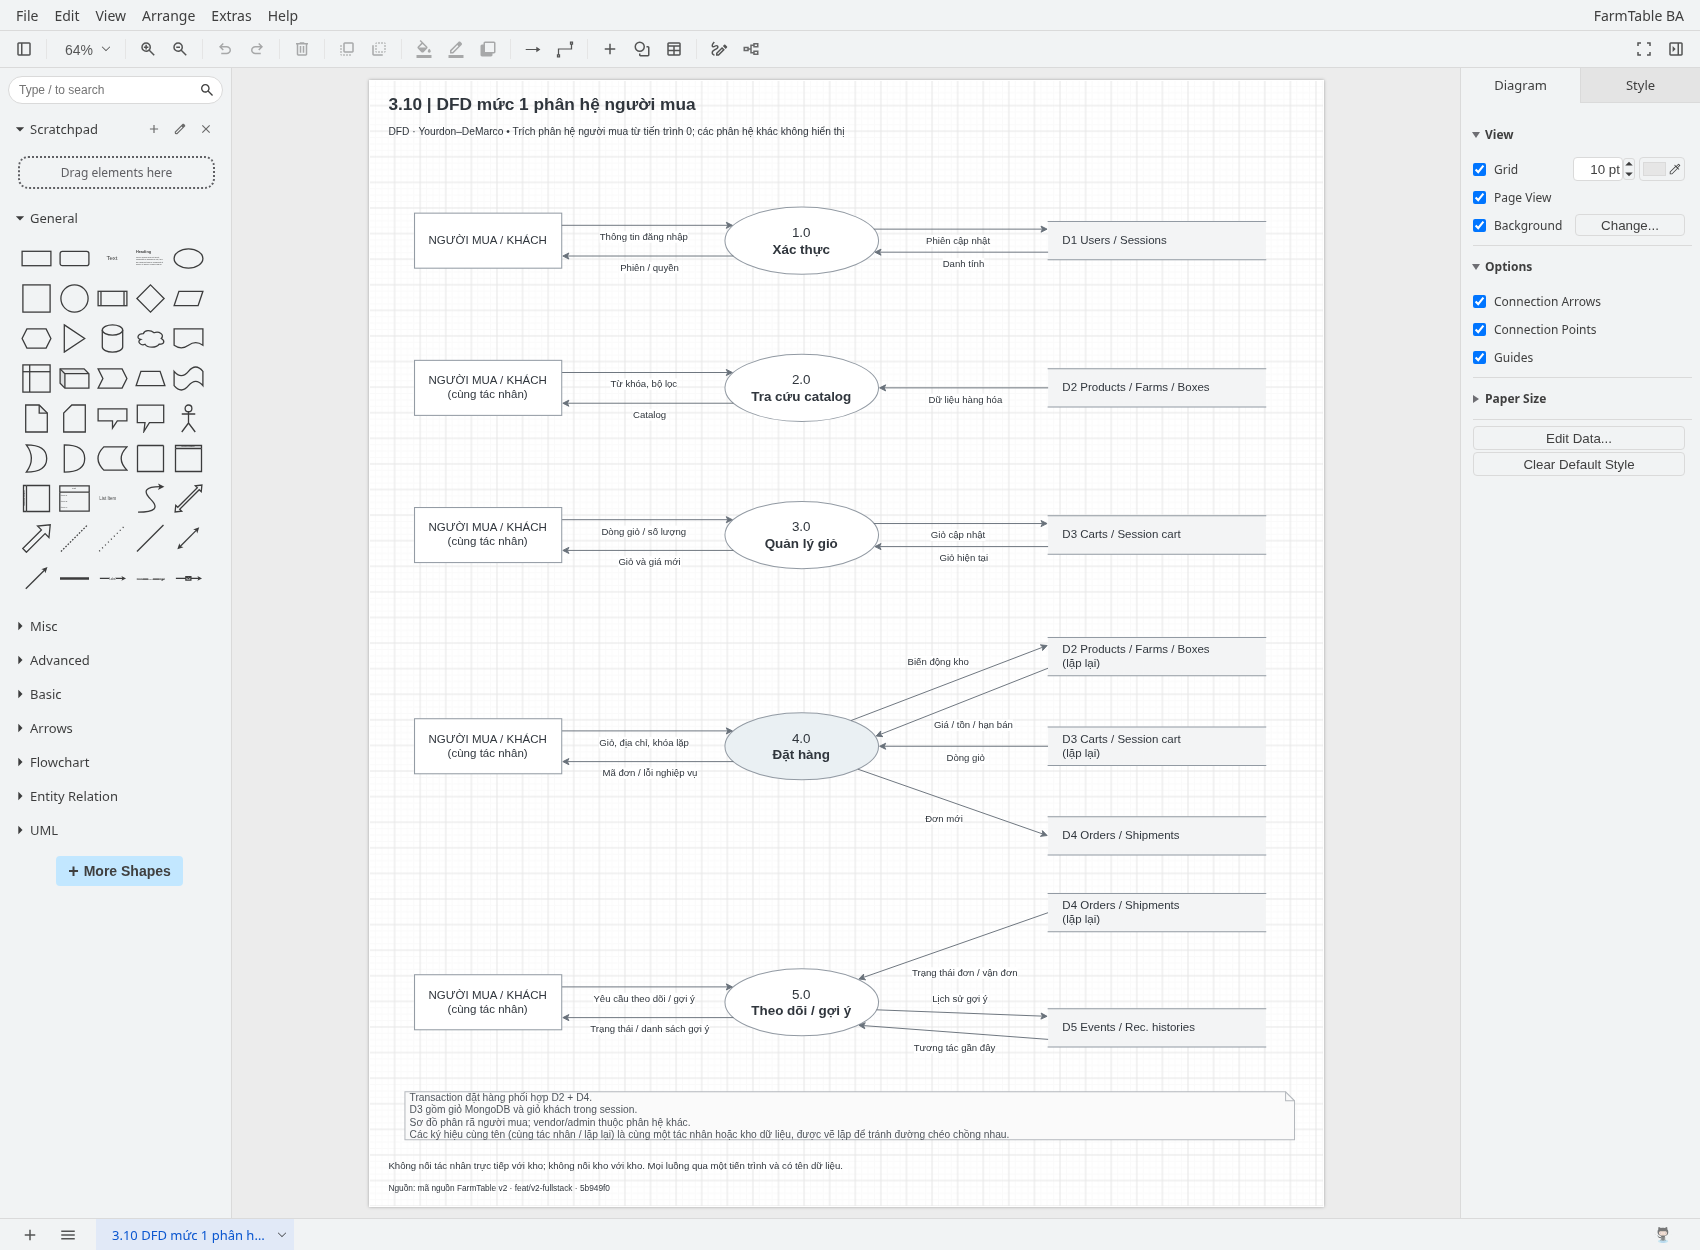 File Edit View Arrange Extras Help FarmTable BA
64%
Type / to search
Scratchpad
Drag elements here
General
Text
Heading
List Item
Misc
Advanced
Basic
Arrows
Flowchart
Entity Relation
UML
+ More Shapes
3.10 | DFD mức 1 phân hệ người mua
DFD · Yourdon–DeMarco • Trích phân hệ người mua từ tiến trình 0; các phân hệ khác không hiển thị
NGƯỜI MUA / KHÁCH
Thông tin đăng nhập
Phiên / quyền
1.0
Xác thực
Phiên cập nhật
Danh tính
D1 Users / Sessions
NGƯỜI MUA / KHÁCH
(cùng tác nhân)
Từ khóa, bộ lọc
Catalog
2.0
Tra cứu catalog
Dữ liệu hàng hóa
D2 Products / Farms / Boxes
NGƯỜI MUA / KHÁCH
(cùng tác nhân)
Dòng giỏ / số lượng
Giỏ và giá mới
3.0
Quản lý giỏ
Giỏ cập nhật
Giỏ hiện tại
D3 Carts / Session cart
NGƯỜI MUA / KHÁCH
(cùng tác nhân)
Giỏ, địa chỉ, khóa lặp
Mã đơn / lỗi nghiệp vụ
4.0
Đặt hàng
Biến động kho
Giá / tồn / hạn bán
Dòng giỏ
Đơn mới
D2 Products / Farms / Boxes
(lặp lại)
D3 Carts / Session cart
(lặp lại)
D4 Orders / Shipments
D4 Orders / Shipments
(lặp lại)
NGƯỜI MUA / KHÁCH
(cùng tác nhân)
Yêu cầu theo dõi / gợi ý
Trạng thái / danh sách gợi ý
5.0
Theo dõi / gợi ý
Trạng thái đơn / vận đơn
Lịch sử gợi ý
Tương tác gần đây
D5 Events / Rec. histories
Transaction đặt hàng phối hợp D2 + D4.
D3 gồm giỏ MongoDB và giỏ khách trong session.
Sơ đồ phân rã người mua; vendor/admin thuộc phân hệ khác.
Các ký hiệu cùng tên (cùng tác nhân / lặp lại) là cùng một tác nhân hoặc kho dữ liệu, được vẽ lặp để tránh đường chéo chồng nhau.
Không nối tác nhân trực tiếp với kho; không nối kho với kho. Mọi luồng qua một tiến trình và có tên dữ liệu.
Nguồn: mã nguồn FarmTable v2 · feat/v2-fullstack · 5b949f0
Diagram Style
View
Grid 10 pt
Page View
Background Change...
Options
Connection Arrows
Connection Points
Guides
Paper Size
Edit Data...
Clear Default Style
3.10 DFD mức 1 phân h...